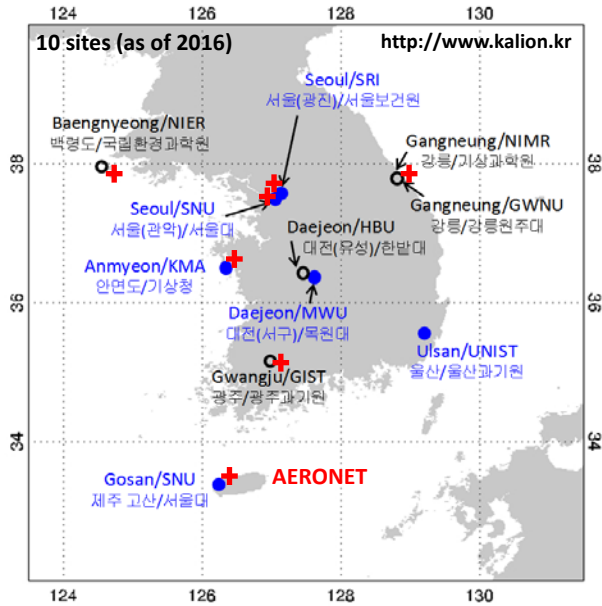 124
126
128
130
10 sites (as of 2016)
http://www.kalion.kr
Seoul/SRI
서울(광진)/서울보건원
Baengnyeong/NIER
백령도/국립환경과학원
Gangneung/NIMR
강릉/기상과학원
38
38
Seoul/SNU
서울(관악)/서울대
Gangneung/GWNU
강릉/강릉원주대
Daejeon/HBU
대전(유성)/한밭대
Anmyeon/KMA
안면도/기상청
36
36
Daejeon/MWU
대전(서구)/목원대
Ulsan/UNIST
울산/울산과기원
Gwangju/GIST
광주/광주과기원
34
34
Gosan/SNU
제주 고산/서울대
AERONET
124
126
128
130